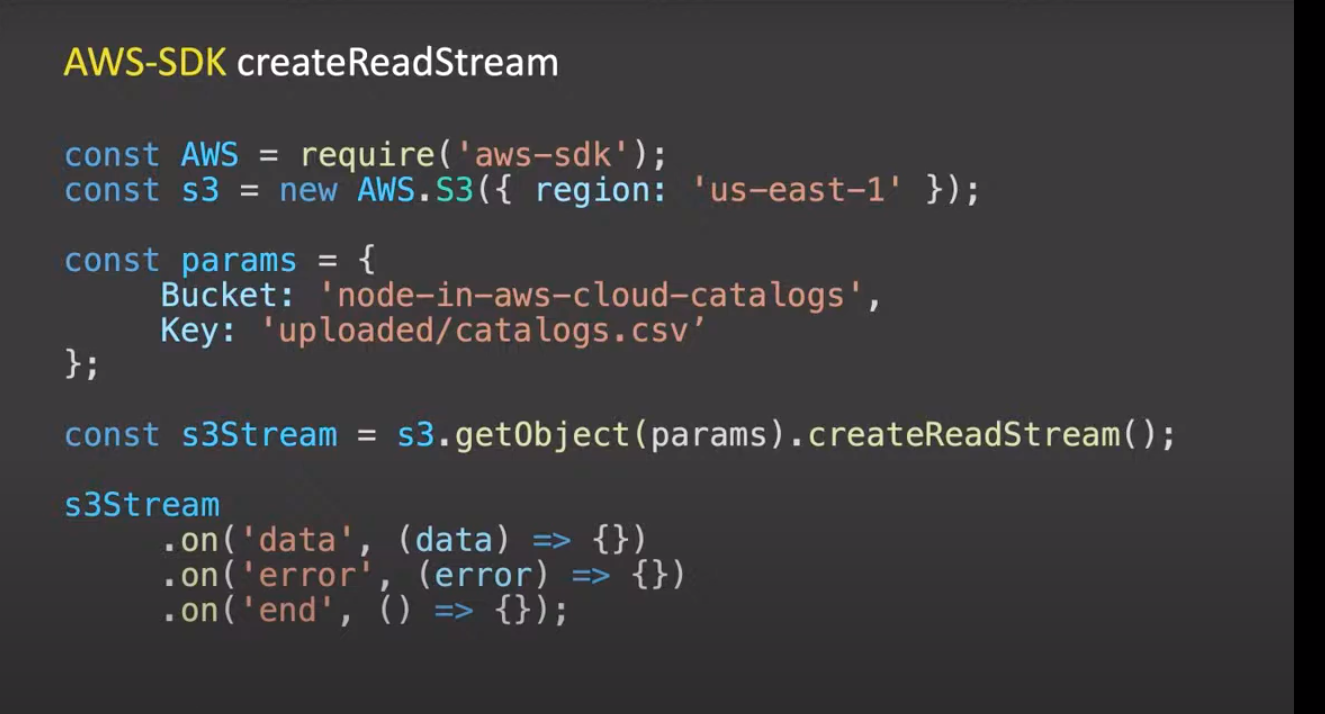 AWS-SDK createReadStream
const AWS = require('aws-sdk');
const s3 = new AWS.S3({ region: 'us-east-1' });
const params = {
Bucket: 'node-in-aws-cloud-catalogs',
Key: 'uploaded/catalogs.csv’
};
const s3Stream = s3.getObject(params).createReadStream();
s3Stream
.on('data', (data) => {})
.on('error', (error) => {})
.on('end', () => {});